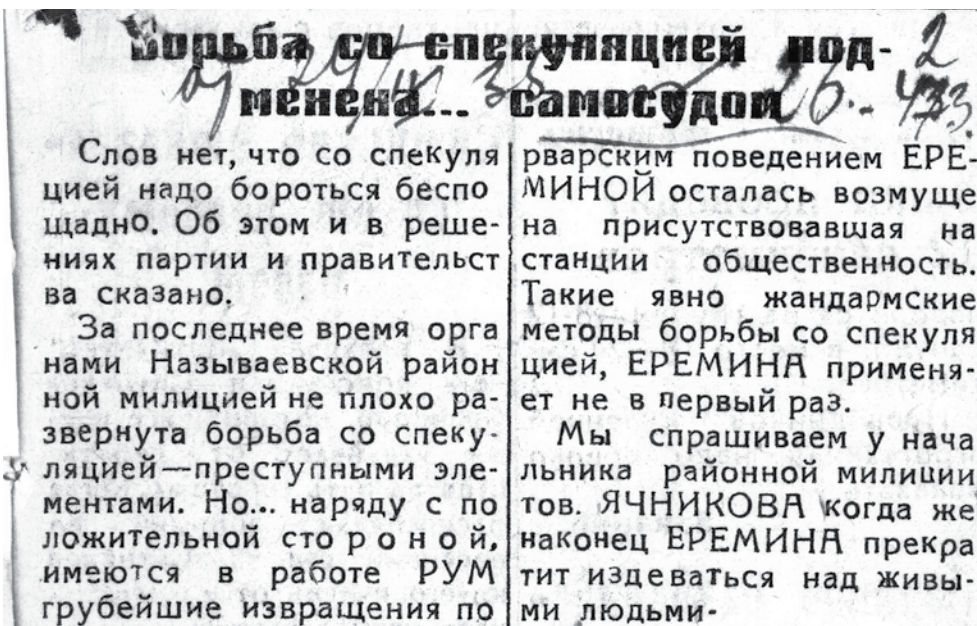 Борьба со спекуляцией под-
менена... самосудом
Слов нет, что со спекуля
цией надо бороться беспо
щадно. Об этом и в реше-
ниях партии и правительст
ва сказано.
За последнее время орга
нами Называевской район
ной милицией не плохо ра-
звернута борьба со спеку-
ляцией—преступными эле-
ментами. Но... наряду с по
ложительной стороной,
имеются в работе РУМ
грубейшие извращения по
рварским поведением ЕРЕ-
МИНОЙ осталась возмуще
на присутствовавшая на
станции общественность.
Такие явно жандармские
методы борьбы со спекуля
цией, ЕРЕМИНА применя-
ет не в первый раз.
Мы спрашиваем у нача
льника районной милиции
тов. ЯЧНИКОВА когда же
наконец ЕРЕМИНА прекра
тит издеваться над живы-
ми людьми-